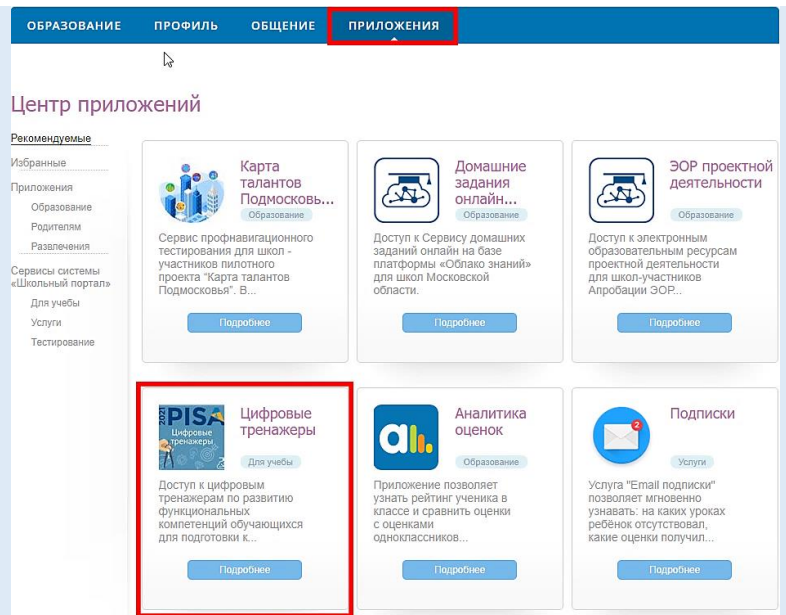 ОБРАЗОВАНИЕ ПРОФИЛЬ ОБЩЕНИЕ ПРИЛОЖЕНИЯ
Центр приложений
Рекомендуемые
Избранные
Приложения
Образование
Родителям
Развлечения
Сервисы системы
«Школьный портал»
Для учебы
Услуги
Тестирование
Карта
талантов
Подмосковь...
Образование
Сервис профнавигационного
тестирования для школ -
участников пилотного
проекта "Карта талантов
Подмосковья". В...
Подробнее
Домашние
задания
онлайн...
Образование
Доступ к Сервису домашних
заданий онлайн на базе
платформы «Облако знаний»
для школ Московской
области.
Подробнее
ЭОР проектной
деятельности
Образование
Доступ к электронным
образовательным ресурсам
проектной деятельности
для школ-участников
Апробации ЭОР...
Подробнее
2021
PISA
Цифровые
тренажеры
Цифровые
тренажеры
Для учебы
Доступ к цифровым
тренажерам по развитию
функциональных
компетенций обучающихся
для подготовки к...
Подробнее
Аналитика
оценок
Образование
Приложение позволяет
узнать рейтинг ученика в
классе и сравнить оценки
с оценками
одноклассников...
Подробнее
2
Подписки
Услуги
Услуга "Email подписки"
позволяет мгновенно
узнавать: на каких уроках
ребёнок отсутствовал,
какие оценки получил...
Подробнее